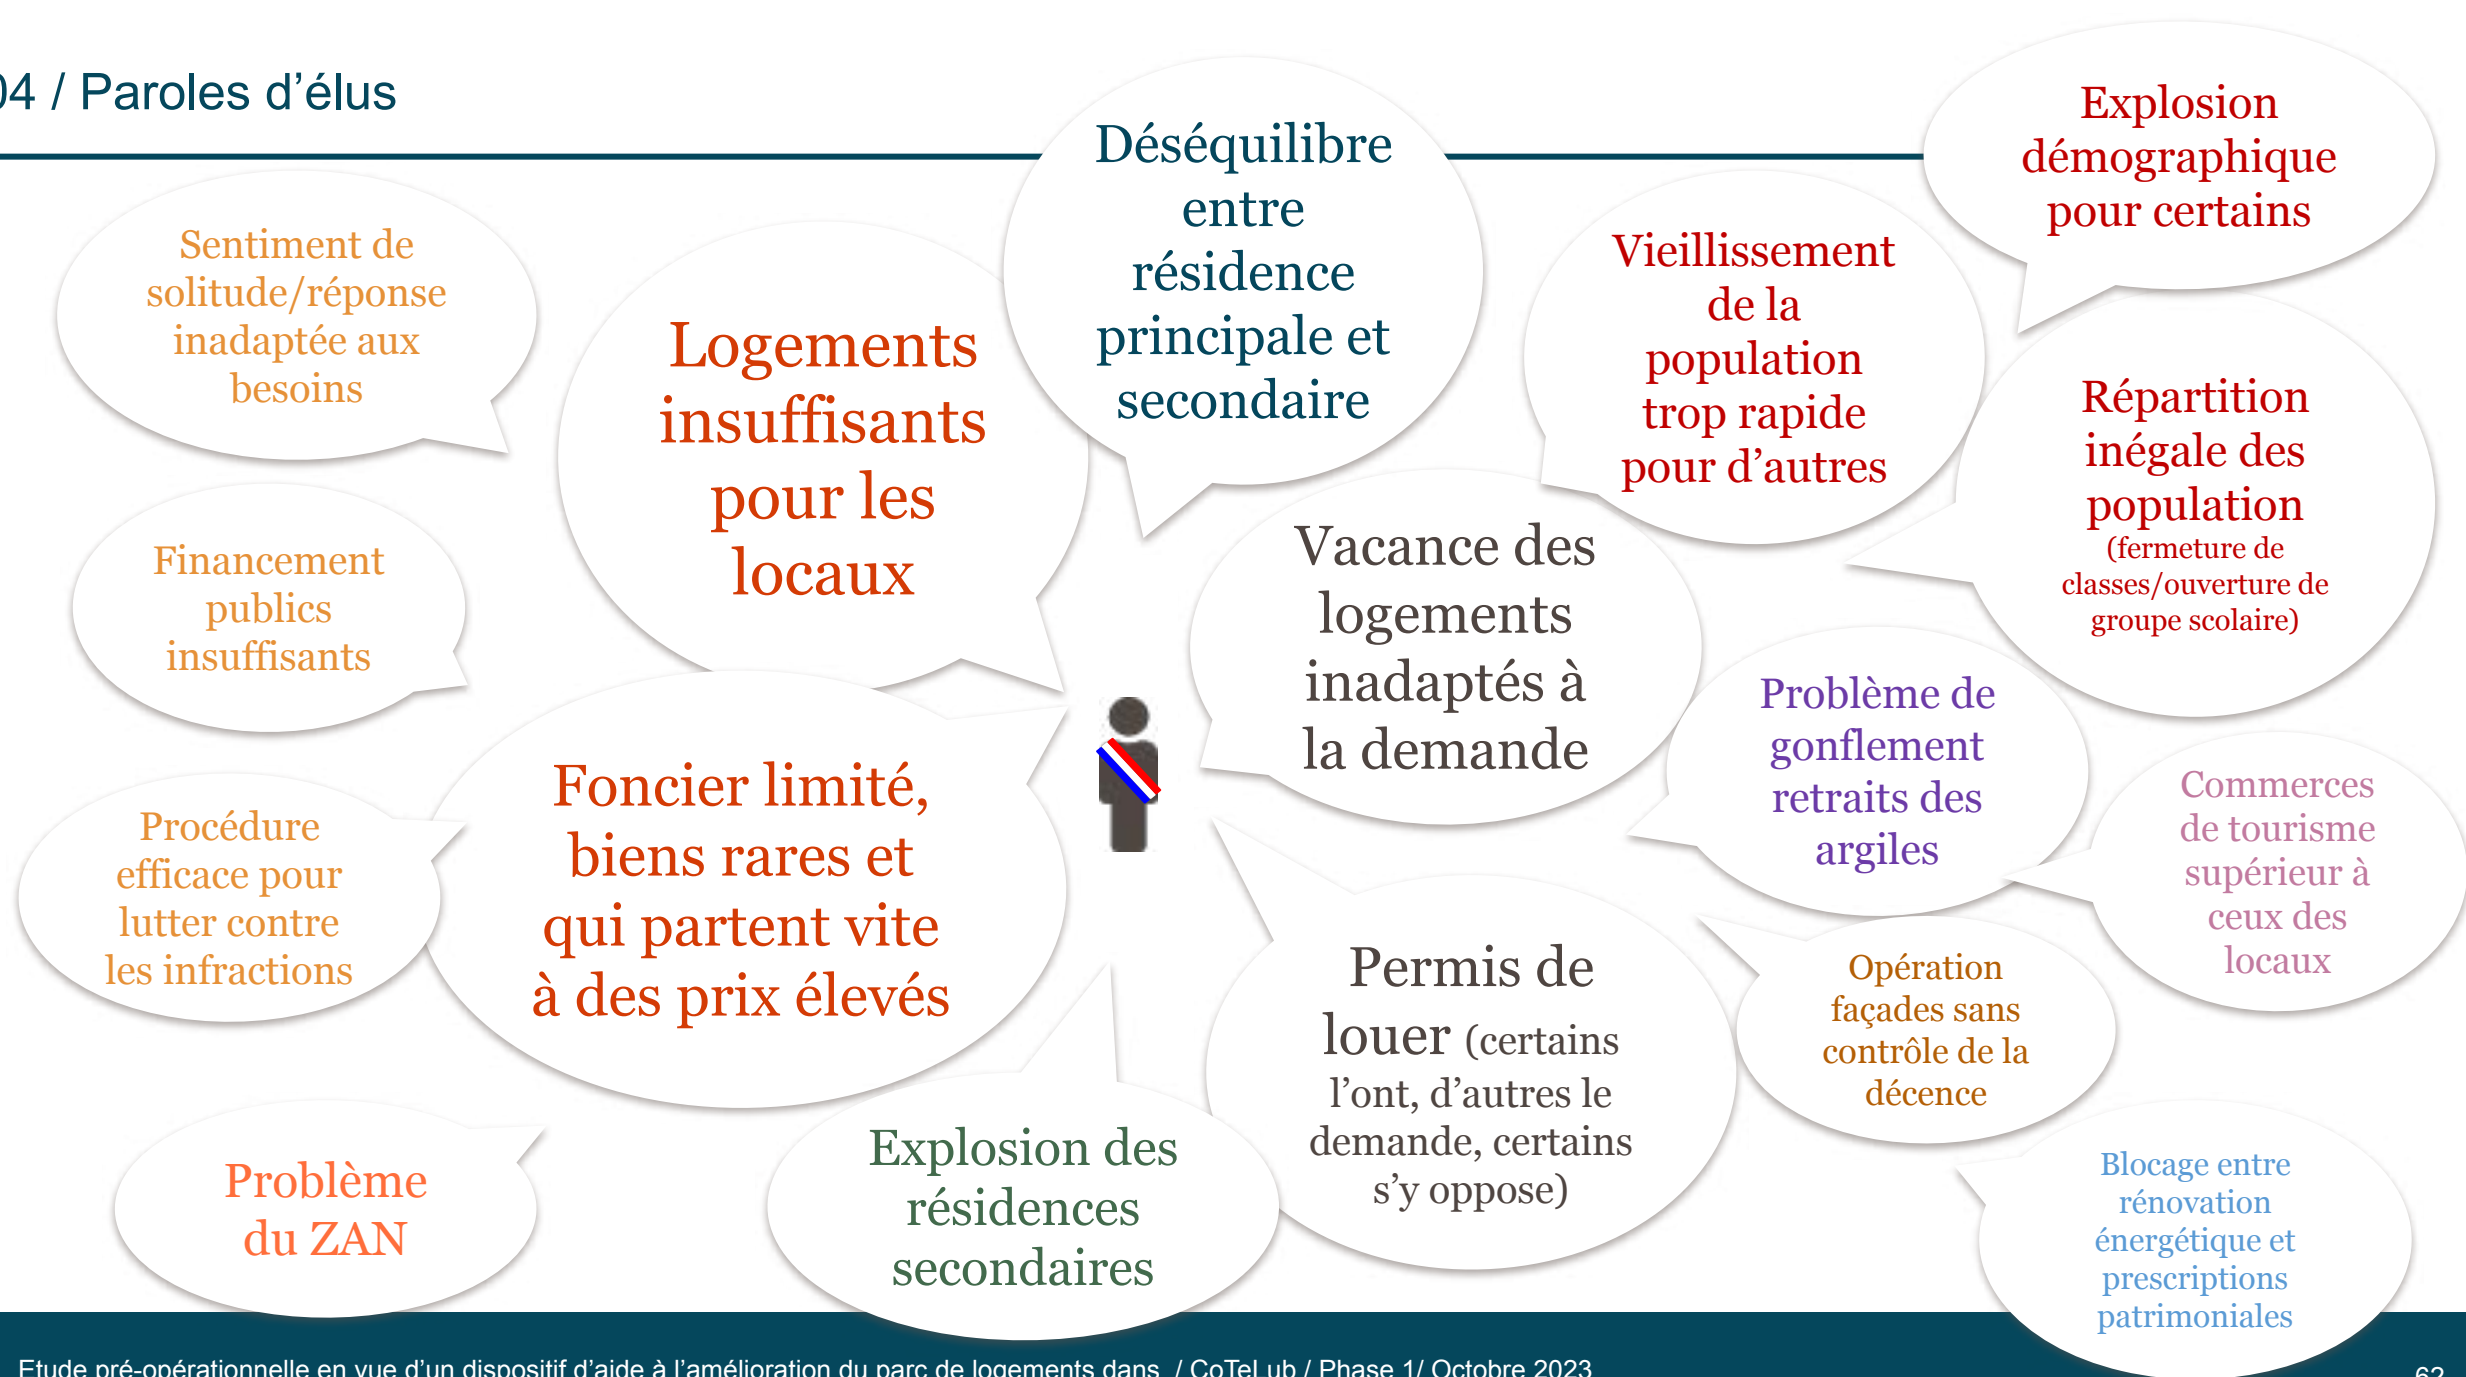 04 / Paroles d’élus
Sentiment de
solitude/réponse
inadaptée aux
besoins
Logements
insuffisants
pour les
locaux
Déséquilibre
entre
résidence
principale et
secondaire
Vieillissement
de la
population
trop rapide
pour d’autres
Explosion
démographique
pour certains
Répartition
inégale des
population
(fermeture de
classes/ouverture de
groupe scolaire)
Financement
publics
insuffisants
Vacance des
logements
inadaptés à
la demande
Problème de
gonflement
retraits des
argiles
Commerces
de tourisme
supérieur à
ceux des
locaux
Procédure
efficace pour
lutter contre
les infractions
Foncier limité,
biens rares et
qui partent vite
à des prix élevés
Permis de
louer (certains
l’ont, d’autres le
demande, certains
s’y oppose)
Opération
façades sans
contrôle de la
décence
Problème
du ZAN
Explosion des
résidences
secondaires
Blocage entre
rénovation
énergétique et
prescriptions
patrimoniales
Etude pré-opérationnelle en vue d’un dispositif d’aide à l’amélioration du parc de logements dans / CoTeLub / Phase 1/ Octobre 2023
62